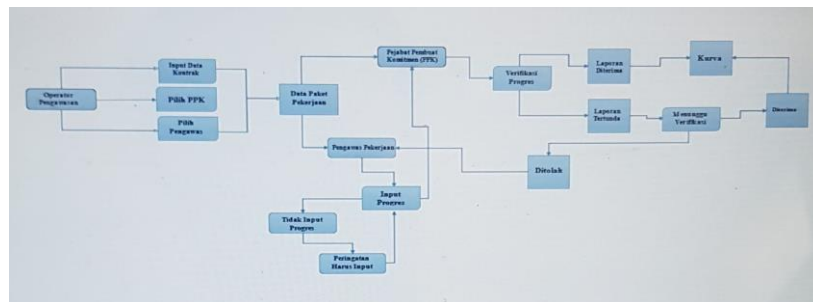 Operator
Pengawasan
Input Data
Kontrak
Pilih PPK
Pilih
Pengawas
Data Paket
Pekerjaan
Pejabat Pembuat
Komitmen (PPK)
Pengawas Pekerjaan
Input
Progres
Tidak Input
Progres
Peringatan
Harus Input
Verifikasi
Progres
Laporan
Diterima
Laporan
Tertunda
Kurva
Menunggu
Verifikasi
Diterima
Ditolak